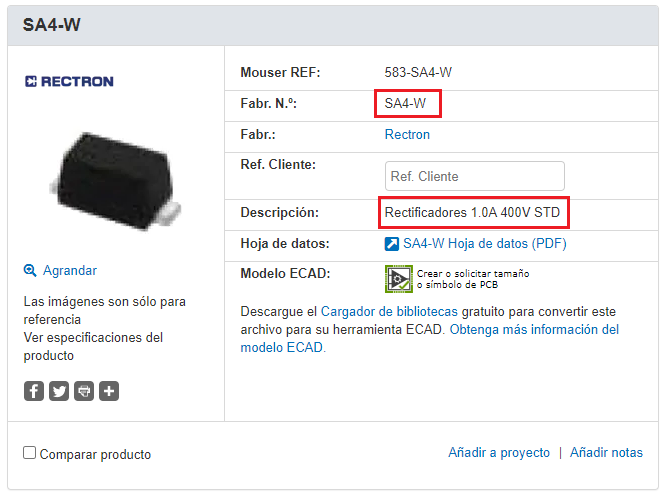 SA4-W
RECTRON
Mouser REF: 583-SA4-W
Fabr. N.º: SA4-W
Fabr.: Rectron
Ref. Cliente: Ref. Cliente
Descripción: Rectificadores 1.0A 400V STD
Hoja de datos: SA4-W Hoja de datos (PDF)
Modelo ECAD: Crear o solicitar tamaño
o símbolo de PCB
Descargue el Cargador de bibliotecas gratuito para convertir este
archivo para su herramienta ECAD. Obtenga más información del
modelo ECAD.
Agrandar
Las imágenes son sólo para
referencia
Ver especificaciones del
producto
Comparar producto
Añadir a proyecto | Añadir notas